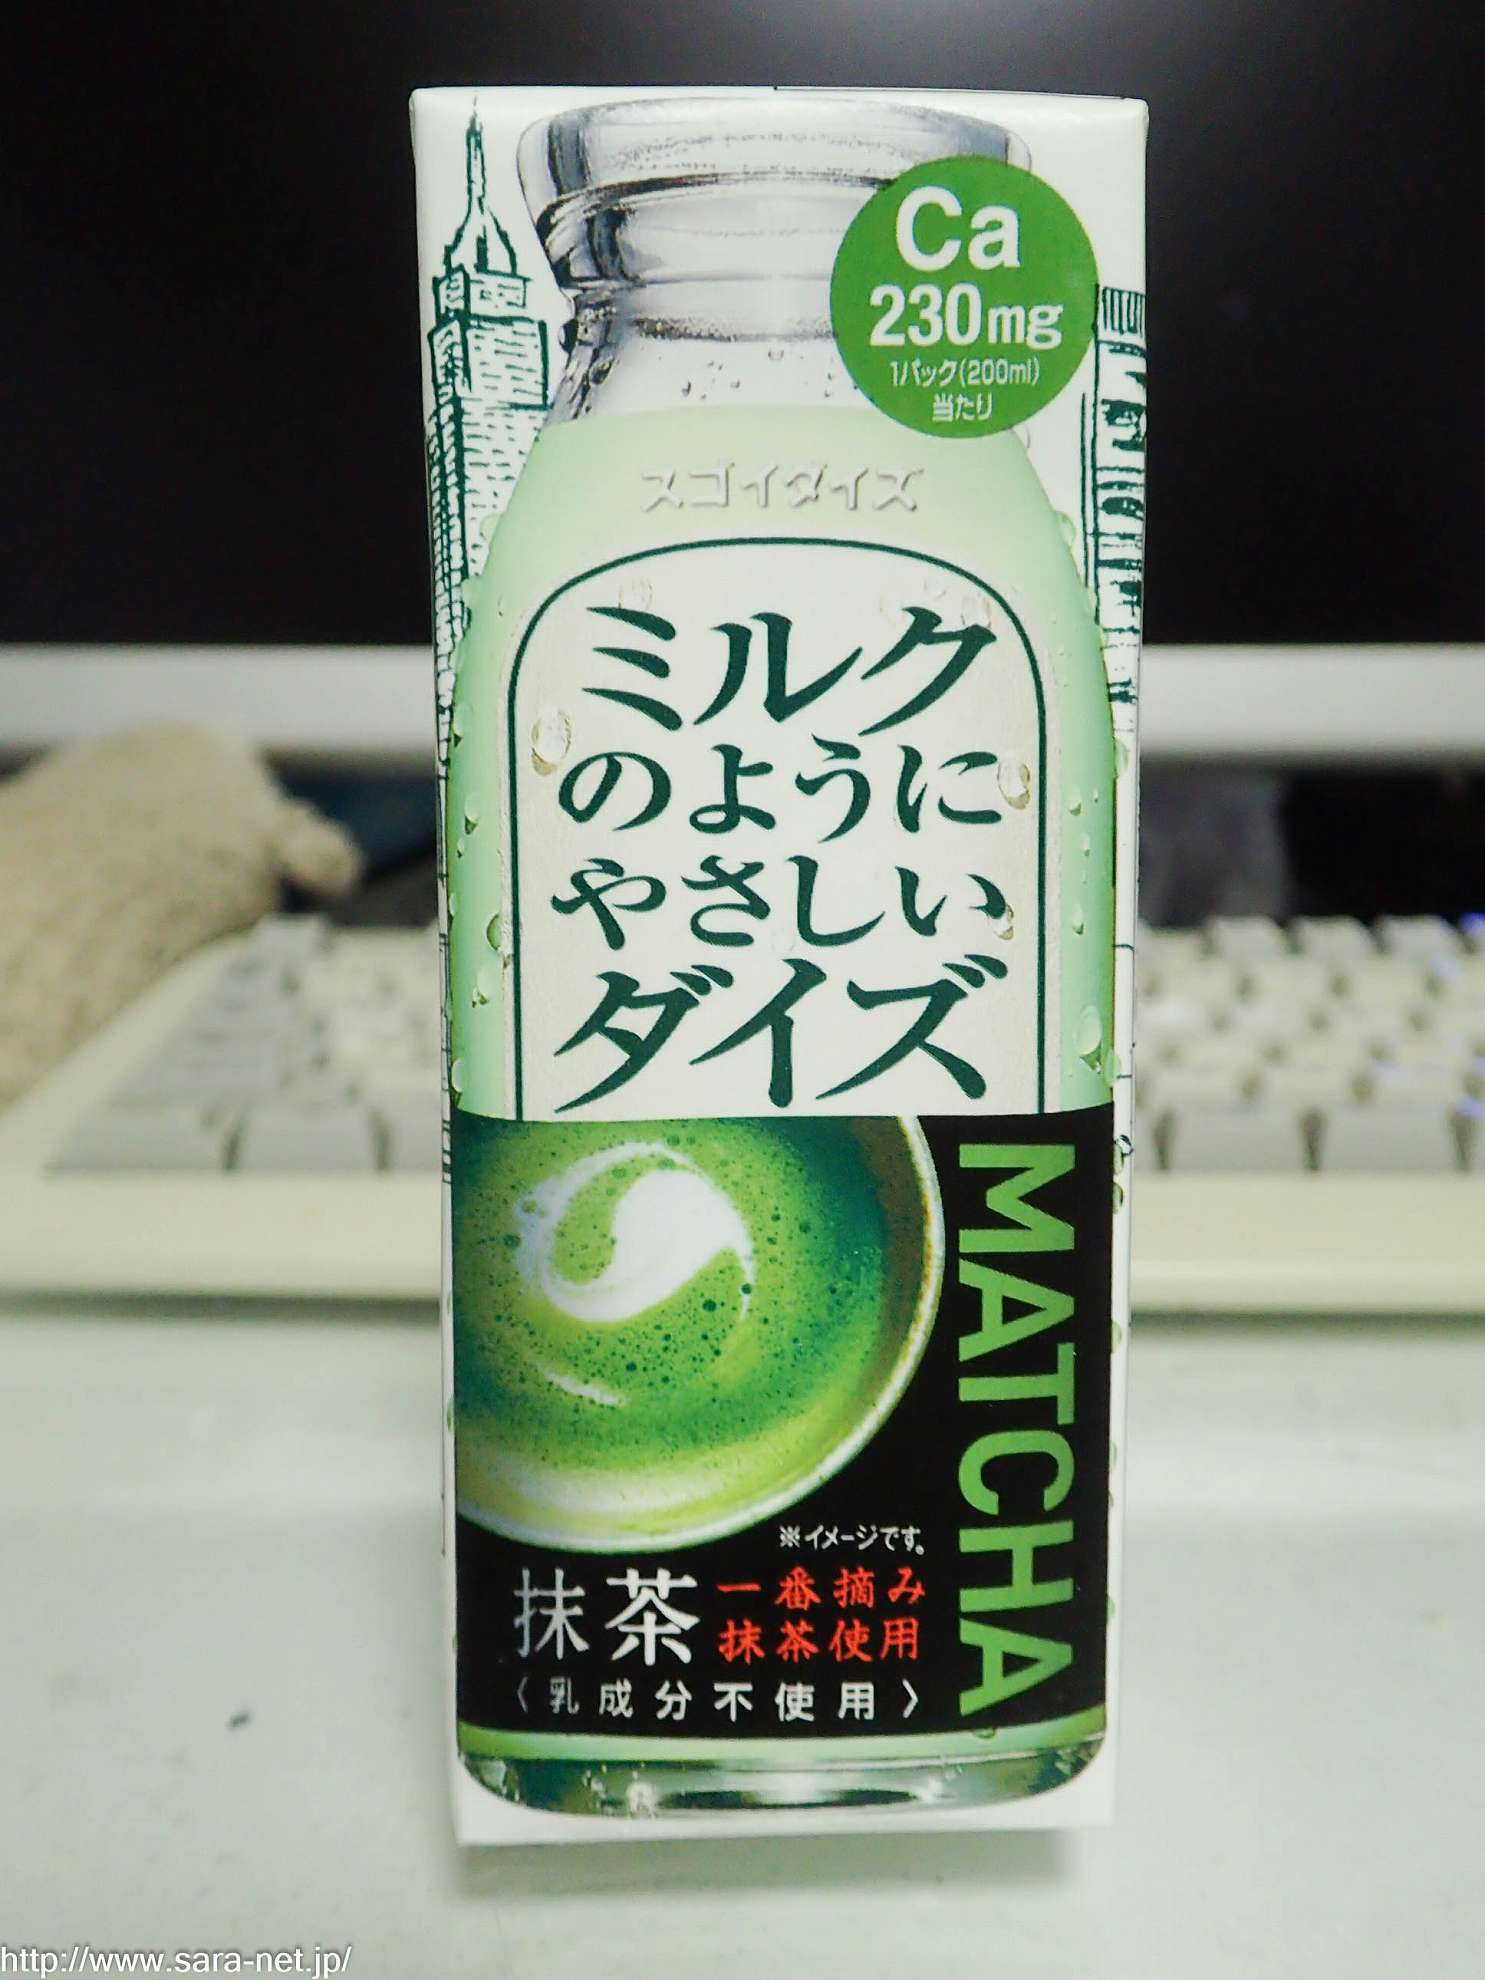 Ca
230mg
1パック(200ml)
当たり
スゴイダイズ
ミルク
のように
やさしい
ダイズ
MATCHA
※イメージです。
抹茶
一番摘み
抹茶使用
〈乳成分不使用〉
http://www.sara-net.jp/